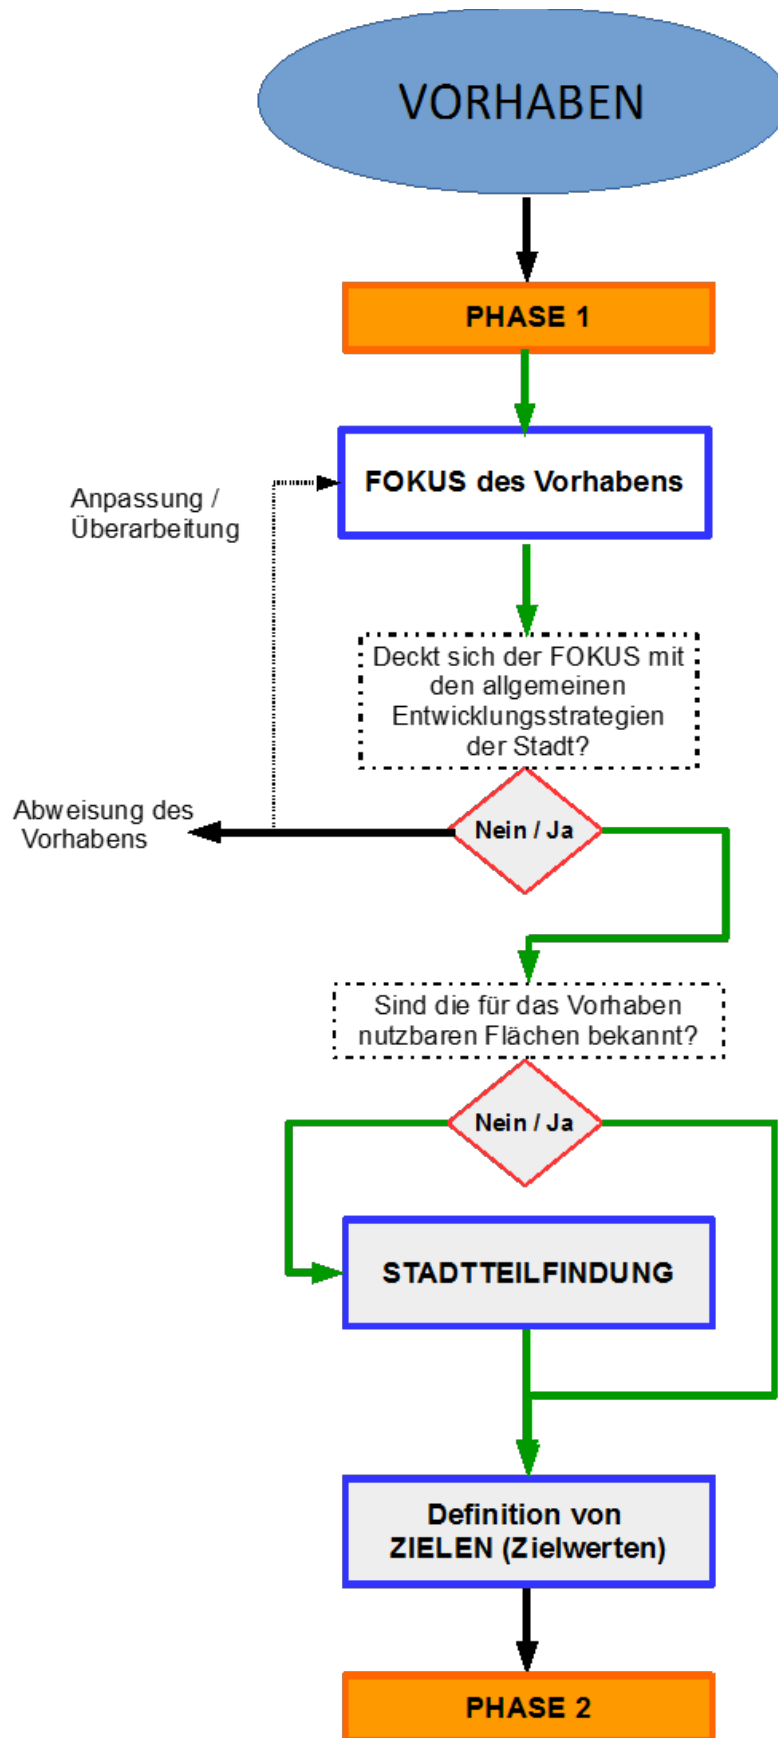 VORHABEN
PHASE 1
FOKUS des Vorhabens
Anpassung /
Überarbeitung
Deckt sich der FOKUS mit
den allgemeinen
Entwicklungsstrategien
der Stadt?
Abweisung des
Vorhabens
Nein / Ja
Sind die für das Vorhaben
nutzbaren Flächen bekannt?
Nein / Ja
STADTTEILFINDUNG
Definition von
ZIELEN (Zielwerten)
PHASE 2